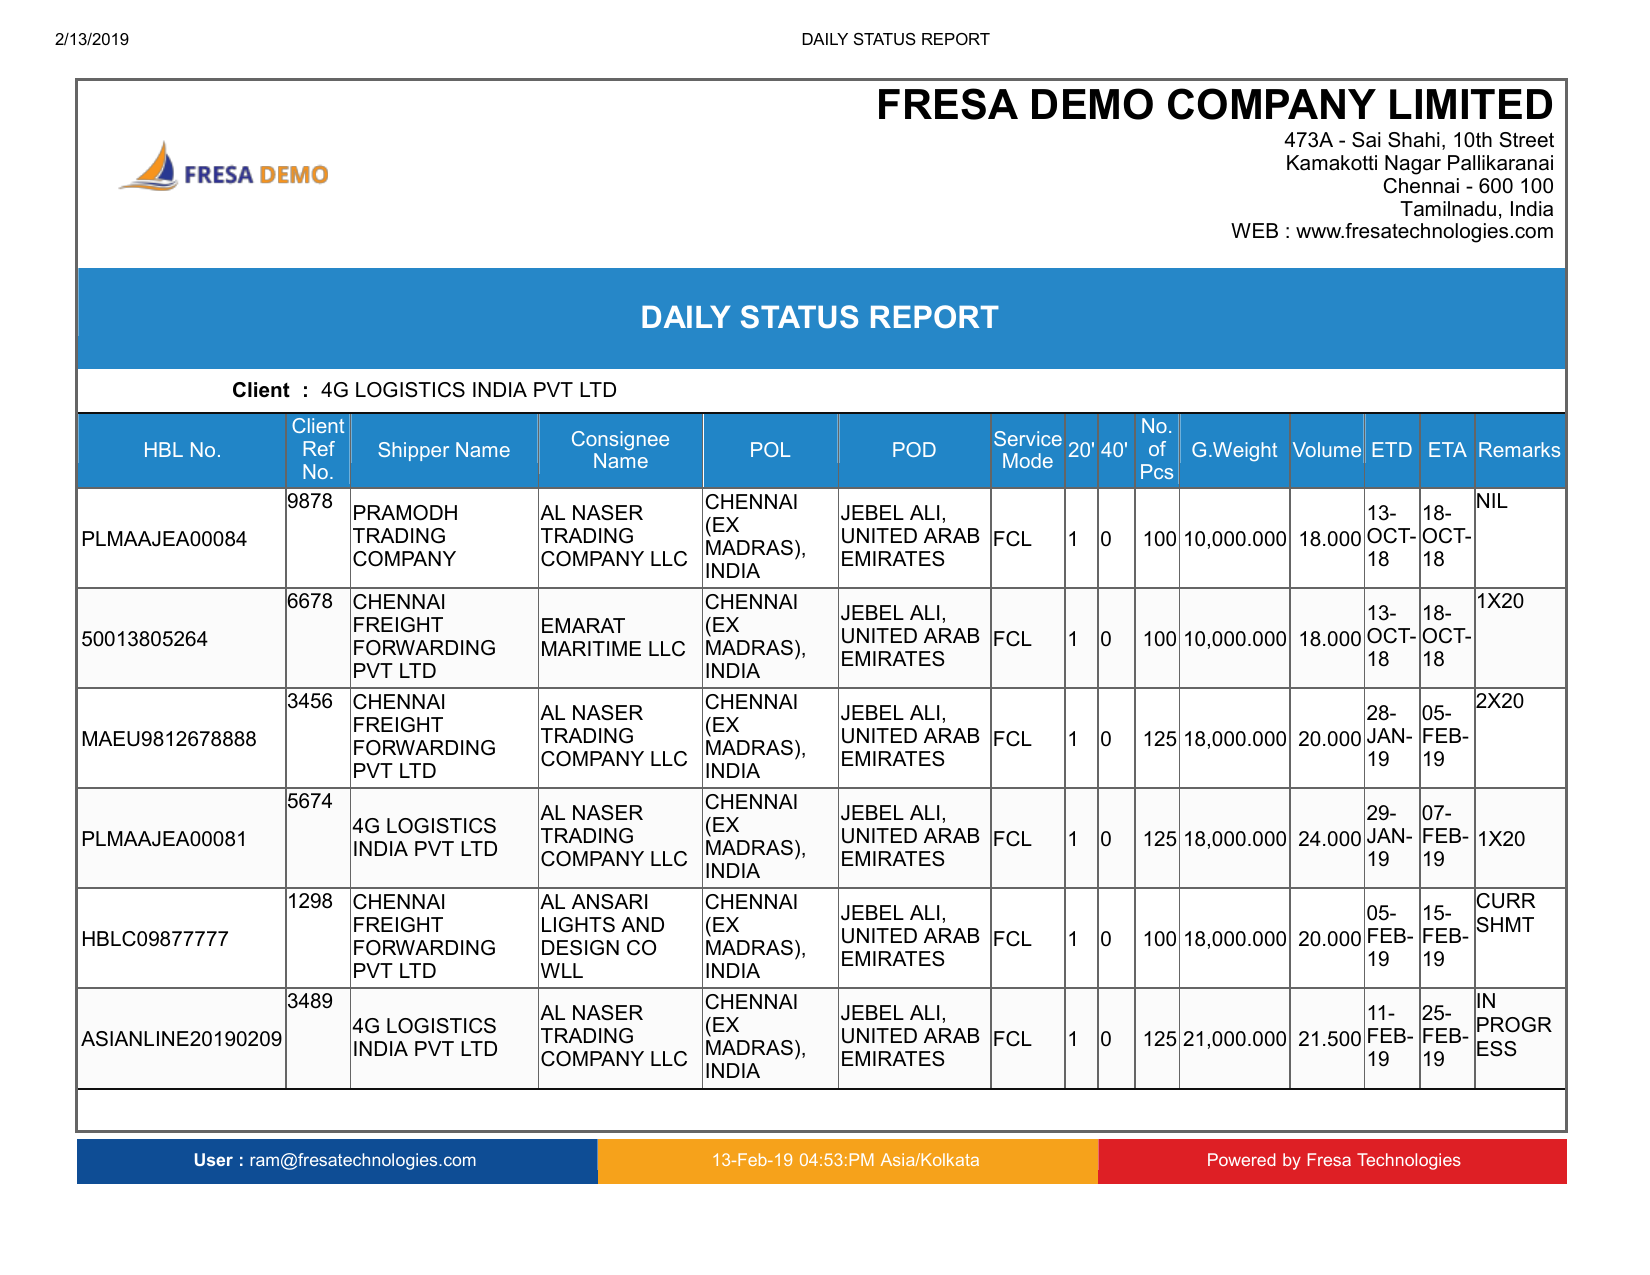 2/13/2019 DAILY STATUS REPORT
FRESA DEMO COMPANY LIMITED
473A - Sai Shahi, 10th Street
Kamakotti Nagar Pallikaranai
Chennai - 600 100
Tamilnadu, India
WEB : www.fresatechnologies.com
FRESA DEMO
DAILY STATUS REPORT
Client : 4G LOGISTICS INDIA PVT LTD
HBL No. Client Ref No. Shipper Name Consignee Name POL POD Service Mode 20' 40' No. of Pcs G.Weight Volume ETD ETA Remarks
PLMAAJEA00084 9878 PRAMODH TRADING COMPANY AL NASER TRADING COMPANY LLC CHENNAI (EX MADRAS), INDIA JEBEL ALI, UNITED ARAB EMIRATES FCL 1 0 100 10,000.000 18.000 13-OCT-18 18-OCT-18 NIL
50013805264 6678 CHENNAI FREIGHT FORWARDING PVT LTD EMARAT MARITIME LLC CHENNAI (EX MADRAS), INDIA JEBEL ALI, UNITED ARAB EMIRATES FCL 1 0 100 10,000.000 18.000 13-OCT-18 18-OCT-18 1X20
MAEU9812678888 3456 CHENNAI FREIGHT FORWARDING PVT LTD AL NASER TRADING COMPANY LLC CHENNAI (EX MADRAS), INDIA JEBEL ALI, UNITED ARAB EMIRATES FCL 1 0 125 18,000.000 20.000 28-JAN-19 05-FEB-19 2X20
PLMAAJEA00081 5674 4G LOGISTICS INDIA PVT LTD AL NASER TRADING COMPANY LLC CHENNAI (EX MADRAS), INDIA JEBEL ALI, UNITED ARAB EMIRATES FCL 1 0 125 18,000.000 24.000 29-JAN-19 07-FEB-19 1X20
HBLC09877777 1298 CHENNAI FREIGHT FORWARDING PVT LTD AL ANSARI LIGHTS AND DESIGN CO WLL CHENNAI (EX MADRAS), INDIA JEBEL ALI, UNITED ARAB EMIRATES FCL 1 0 100 18,000.000 20.000 05-FEB-19 15-FEB-19 CURR SHMT
ASIANLINE20190209 3489 4G LOGISTICS INDIA PVT LTD AL NASER TRADING COMPANY LLC CHENNAI (EX MADRAS), INDIA JEBEL ALI, UNITED ARAB EMIRATES FCL 1 0 125 21,000.000 21.500 11-FEB-19 25-FEB-19 IN PROGRESS
User : ram@fresatechnologies.com 13-Feb-19 04:53:PM Asia/Kolkata Powered by Fresa Technologies